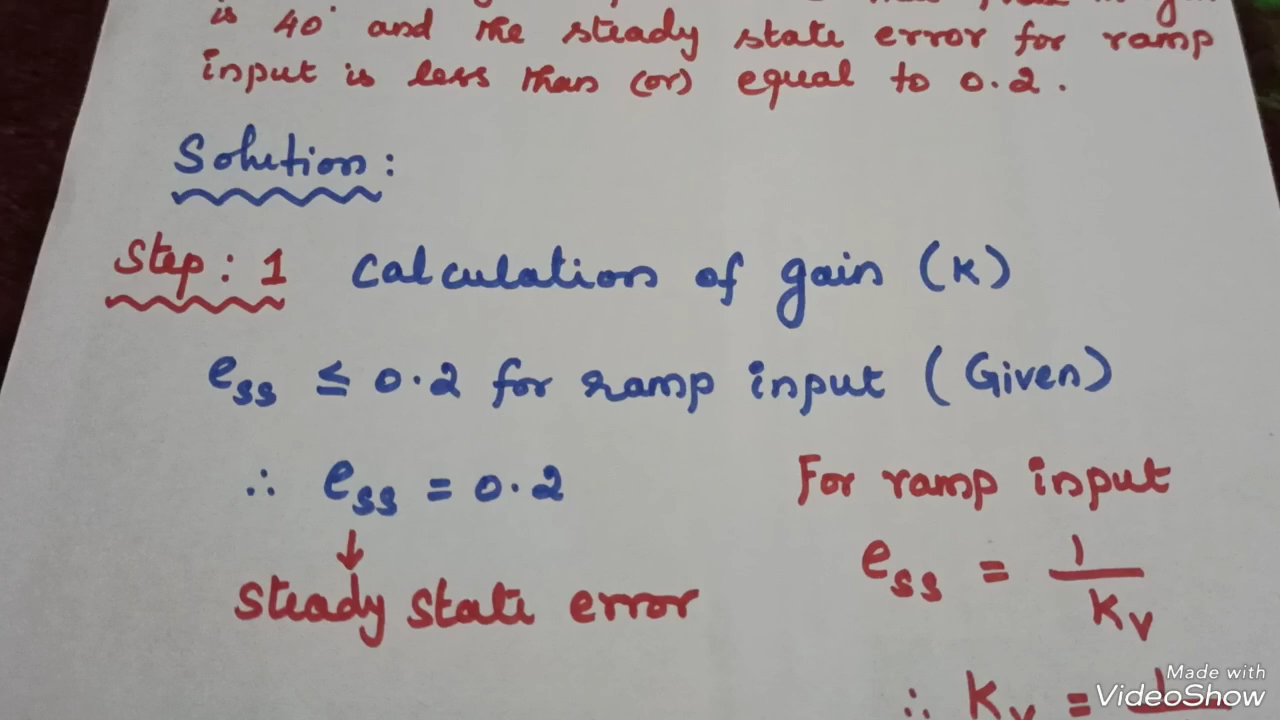 is 40° and the steady state error for ramp
input is less than (or) equal to 0.2.
Solution:
Step: 1 Calculation of gain (K)
ess ≤ 0.2 for ramp input (Given)
∴ ess = 0.2
↓
steady state error
For ramp input
ess = 1/Kv
∴ Kv = 1
Made with
VideoShow